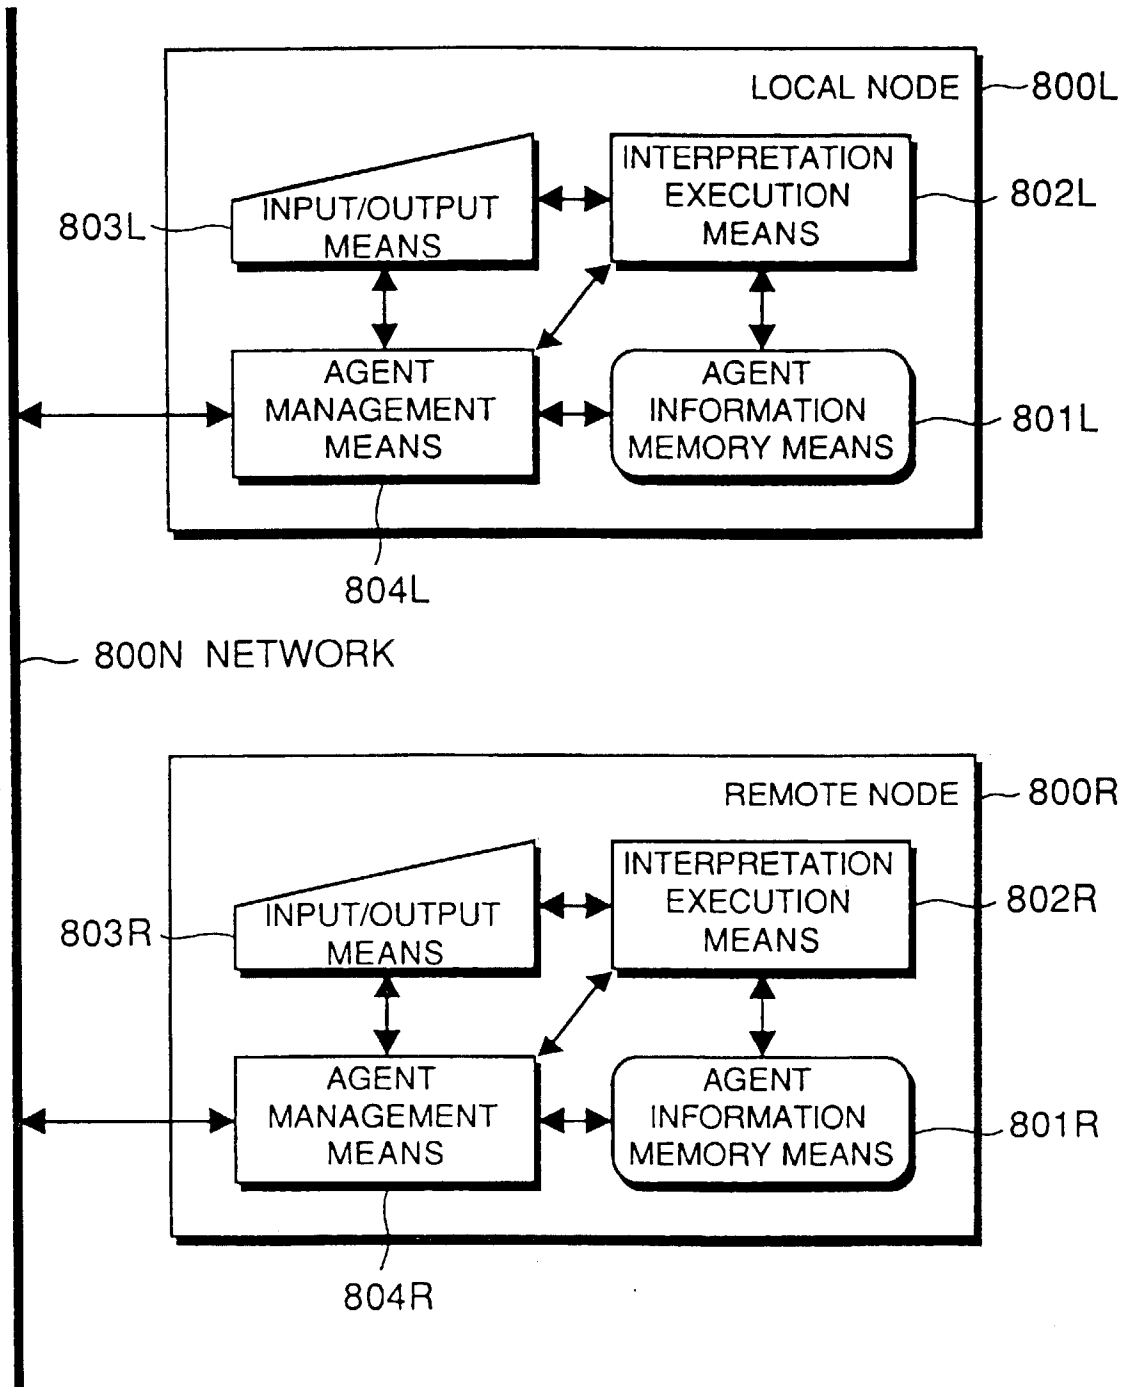 LOCAL NODE
800L
INTERPRETATION
EXECUTION
MEANS
802L
INPUT/OUTPUT
MEANS
803L
AGENT
MANAGEMENT
MEANS
AGENT
INFORMATION
MEMORY MEANS
801L
804L
800N NETWORK
REMOTE NODE
800R
INTERPRETATION
EXECUTION
MEANS
802R
INPUT/OUTPUT
MEANS
803R
AGENT
MANAGEMENT
MEANS
AGENT
INFORMATION
MEMORY MEANS
801R
804R